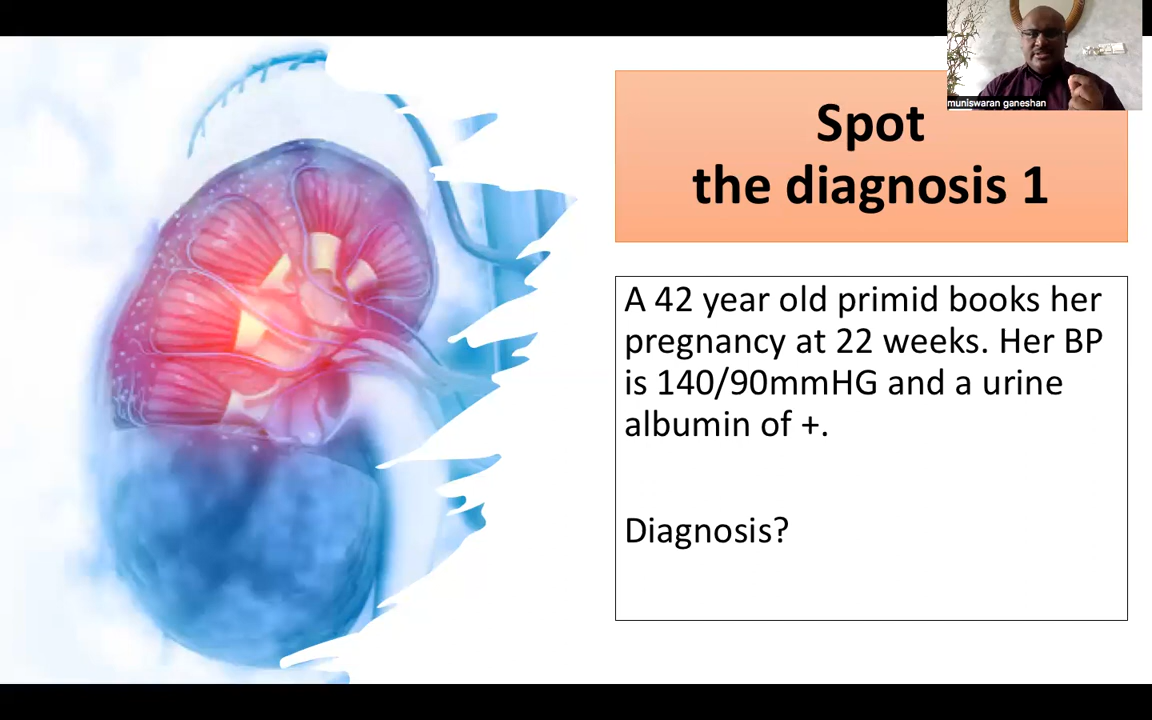 muniswaran ganeshan
Spot
the diagnosis 1
A 42 year old primid books her
pregnancy at 22 weeks. Her BP
is 140/90mmHG and a urine
albumin of +.
Diagnosis?